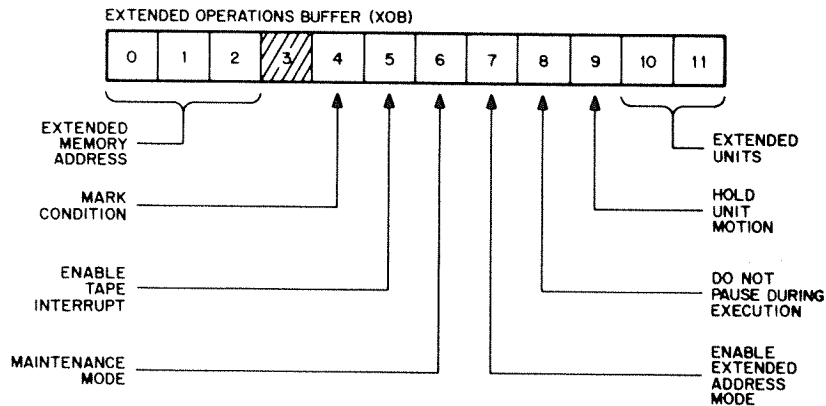 EXTENDED OPERATIONS BUFFER (XOB)
0 1 2 3 4 5 6 7 8 9 10 11
EXTENDED
MEMORY
ADDRESS
EXTENDED
UNITS
MARK
CONDITION
HOLD
UNIT
MOTION
ENABLE
TAPE
INTERRUPT
DO NOT
PAUSE DURING
EXECUTION
MAINTENANCE
MODE
ENABLE
EXTENDED
ADDRESS
MODE